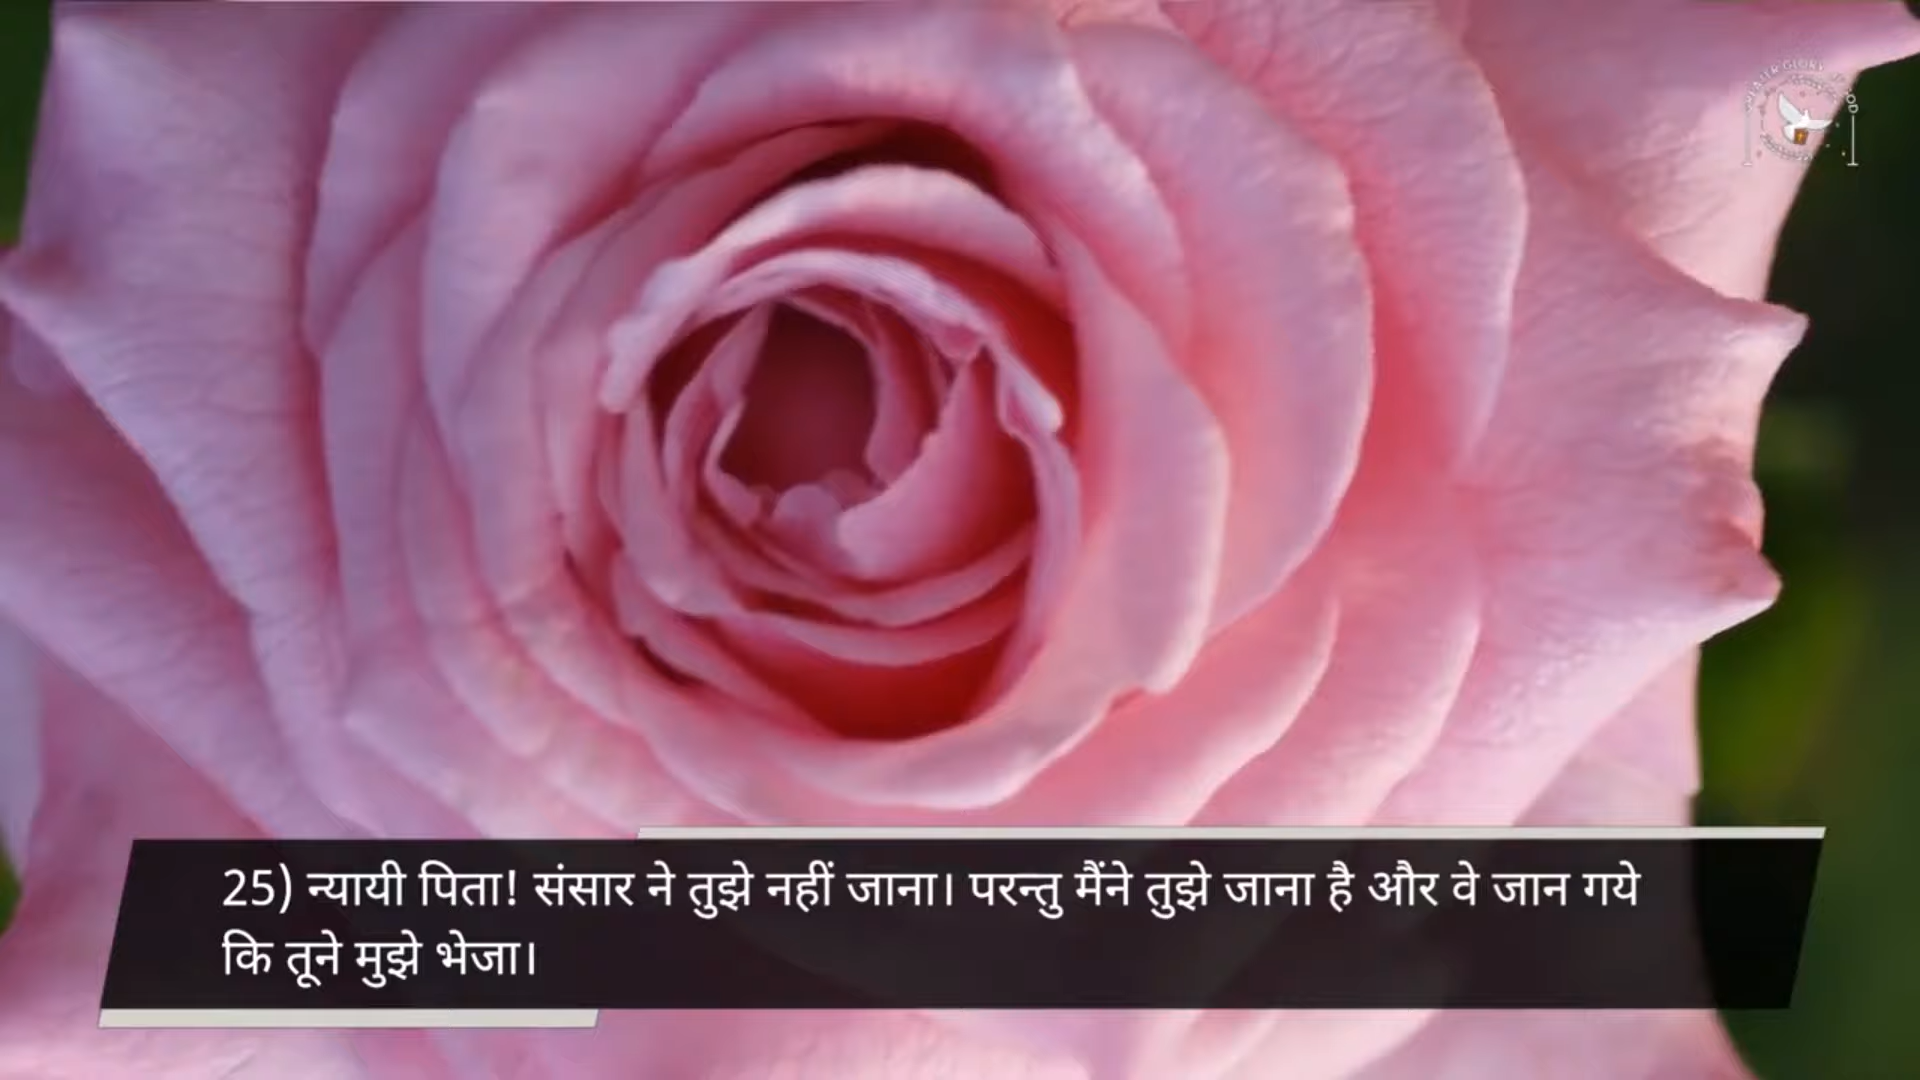 25) न्यायी पिता! संसार ने तुझे नहीं जाना। परन्तु मैंने तुझे जाना है और वे जान गये
कि तूने मुझे भेजा।